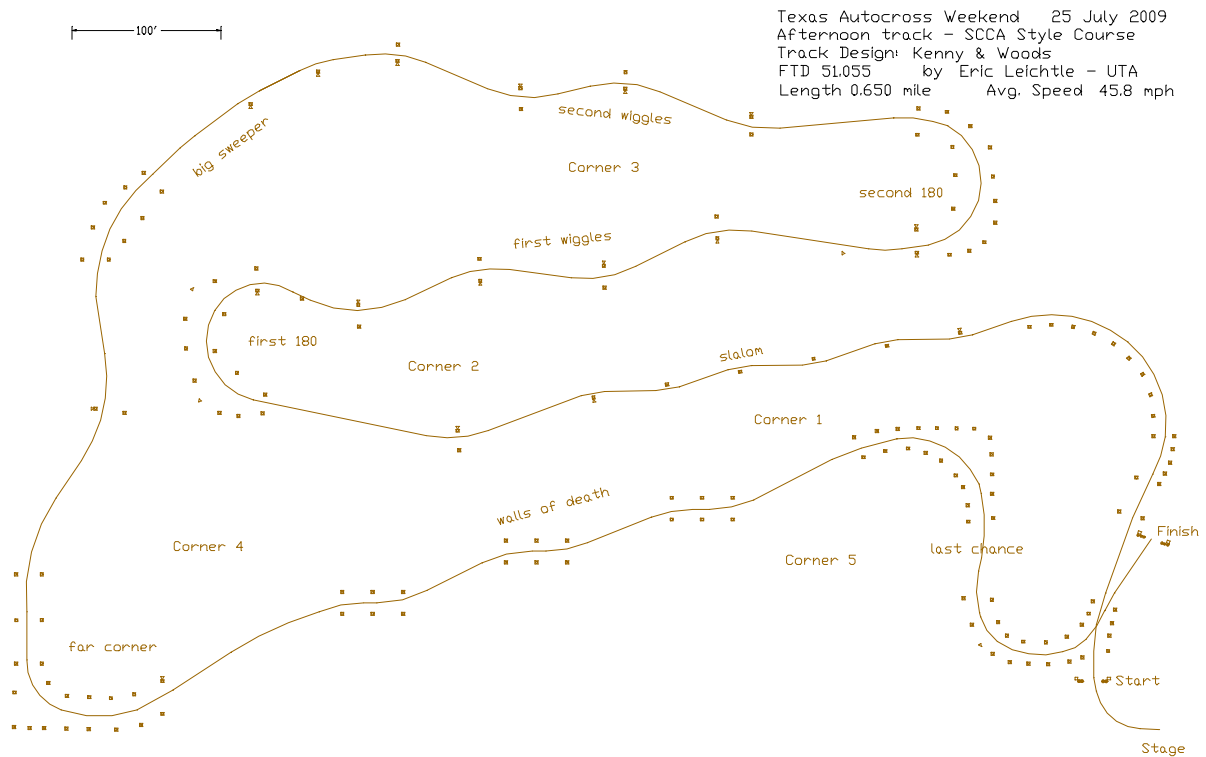 Texas Autocross Weekend 25 July 2009
Afternoon track - SCCA Style Course
Track Design: Kenny & Woods
FTD 51.055 by Eric Leichtle - UTA
Length 0.650 mile Avg. Speed 45.8 mph
100'
big sweeper
second wiggles
Corner 3
second 180
first wiggles
first 180
Corner 2
slalom
Corner 1
walls of death
Corner 4
Corner 5
last chance
Finish
far corner
Start
Stage